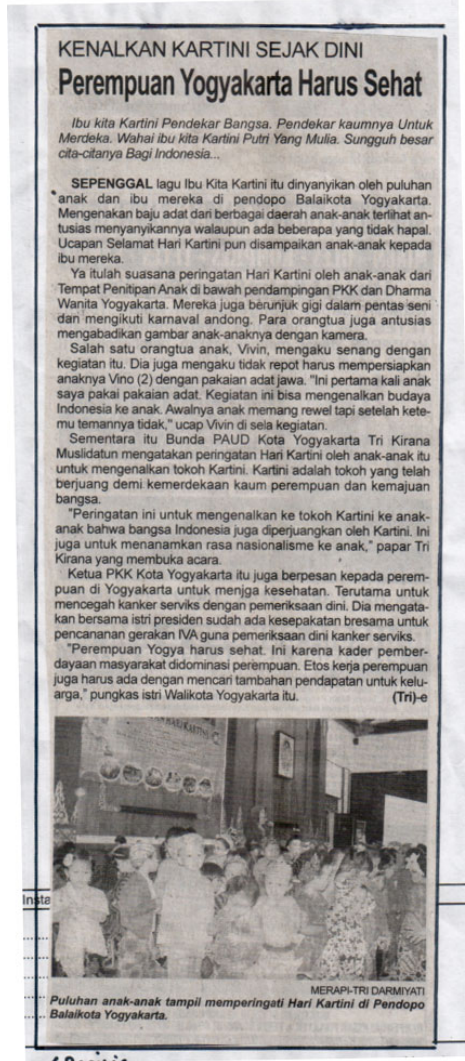 KENALKAN KARTINI SEJAK DINI
Perempuan Yogyakarta Harus Sehat
Ibu kita Kartini Pendekar Bangsa. Pendekar kaumnya Untuk
Merdeka. Wahai ibu kita Kartini Putri Yang Mulia. Sungguh besar
cita-citanya Bagi Indonesia...
SEPENGGAL lagu Ibu Kita Kartini itu dinyanyikan oleh puluhan
anak dan ibu mereka di pendopo Balaikota Yogyakarta.
Mengenakan baju adat dari berbagai daerah anak-anak terlihat an-
tusias menyanyikannya walaupun ada beberapa yang tidak hapal.
Ucapan Selamat Hari Kartini pun disampaikan anak-anak kepada
ibu mereka.
Ya itulah suasana peringatan Hari Kartini oleh anak-anak dari
Tempat Penitipan Anak di bawah pendampingan PKK dan Dharma
Wanita Yogyakarta. Mereka juga berunjuk gigi dalam pentas seni
dan mengikuti karnaval andong. Para orangtua juga antusias
mengabadikan gambar anak-anaknya dengan kamera.
Salah satu orangtua anak, Vivin, mengaku senang dengan
kegiatan itu. Dia juga mengaku tidak repot harus mempersiapkan
anaknya Vino (2) dengan pakaian adat jawa. "Ini pertama kali anak
saya pakai pakaian adat. Kegiatan ini bisa mengenalkan budaya
Indonesia ke anak. Awalnya anak memang rewel tapi setelah kete-
mu temannya tidak," ucap Vivin di sela kegiatan.
Sementara itu Bunda PAUD Kota Yogyakarta Tri Kirana
Muslidatun mengatakan peringatan Hari Kartini oleh anak-anak itu
untuk mengenalkan tokoh Kartini. Kartini adalah tokoh yang telah
berjuang demi kemerdekaan kaum perempuan dan kemajuan
bangsa.
"Peringatan ini untuk mengenalkan ke tokoh Kartini ke anak-
anak bahwa bangsa Indonesia juga diperjuangkan oleh Kartini. Ini
juga untuk menanamkan rasa nasionalisme ke anak," papar Tri
Kirana yang membuka acara.
Ketua PKK Kota Yogyakarta itu juga berpesan kepada perem-
puan di Yogyakarta untuk menjga kesehatan. Terutama untuk
mencegah kanker serviks dengan pemeriksaan dini. Dia mengata-
kan bersama istri presiden sudah ada kesepakatan bresama untuk
pencananan gerakan IVA guna pemeriksaan dini kanker serviks.
"Perempuan Yogya harus sehat. Ini karena kader pember-
dayaan masyarakat didominasi perempuan. Etos kerja perempuan
juga harus ada dengan mencari tambahan pendapatan untuk kelu-
arga," pungkas istri Walikota Yogyakarta itu. (Tri)-e
Insta
MERAPI-TRI DARMIYATI
Puluhan anak-anak tampil memperingati Hari Kartini di Pendopo
Balaikota Yogyakarta.